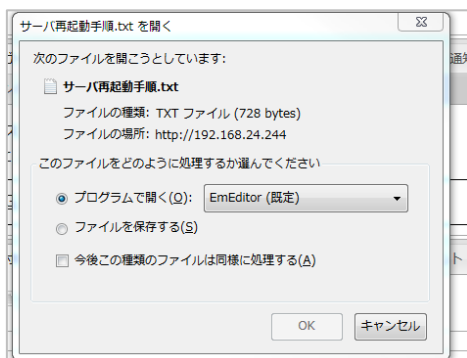 サーバ再起動手順.txt を開く
通知
次のファイルを開こうとしています:
サーバ再起動手順.txt
ファイルの種類: TXT ファイル (728 bytes)
ファイルの場所: http://192.168.24.244
このファイルをどのように処理するか選んでください
プログラムで開く(O): EmEditor (既定)
ファイルを保存する(S)
今後この種類のファイルは同様に処理する(A)
ト
OK キャンセル